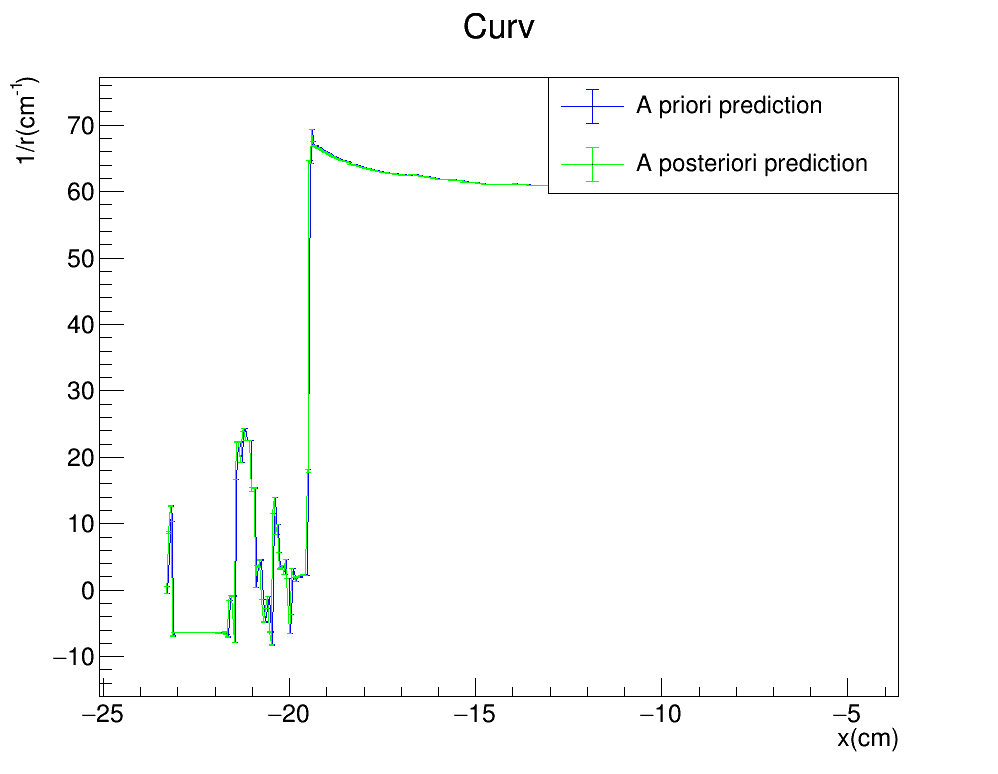 Curv
1/r(cm-1)
A priori prediction
A posteriori prediction
70
60
50
40
30
20
10
0
−10
−25 −20 −15 −10 −5
x(cm)